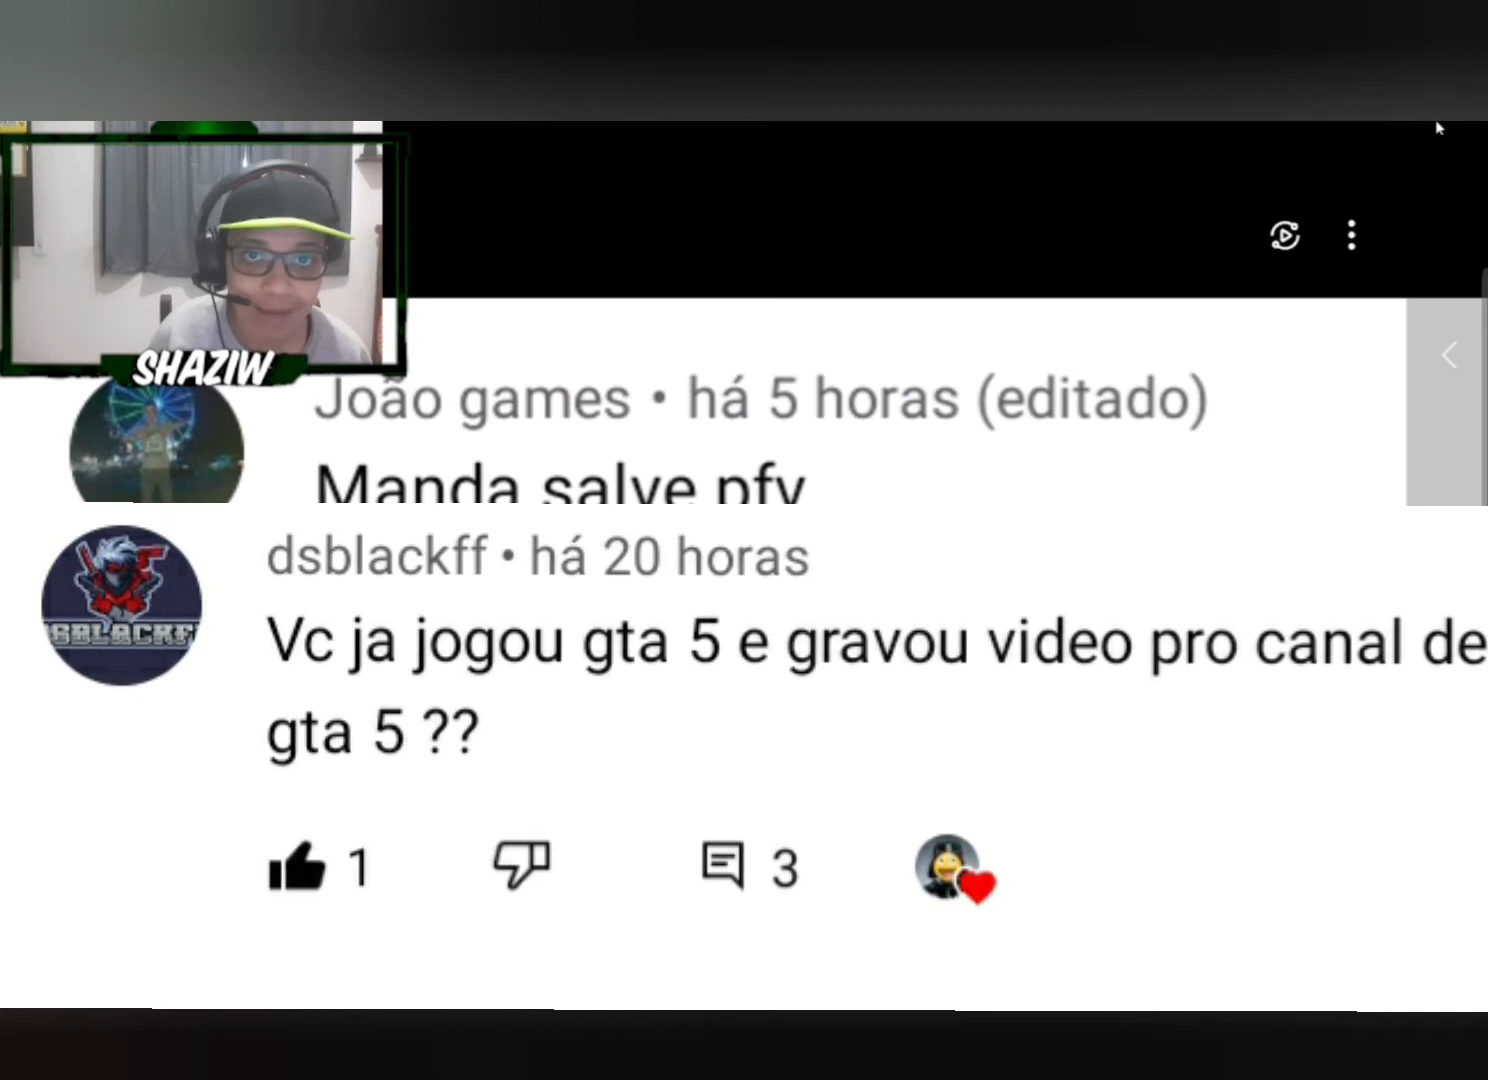 SHAZIW
João games • há 5 horas (editado)
Manda salve pfv
dsblackff • há 20 horas
Vc ja jogou gta 5 e gravou video pro canal de
gta 5 ??
1
3